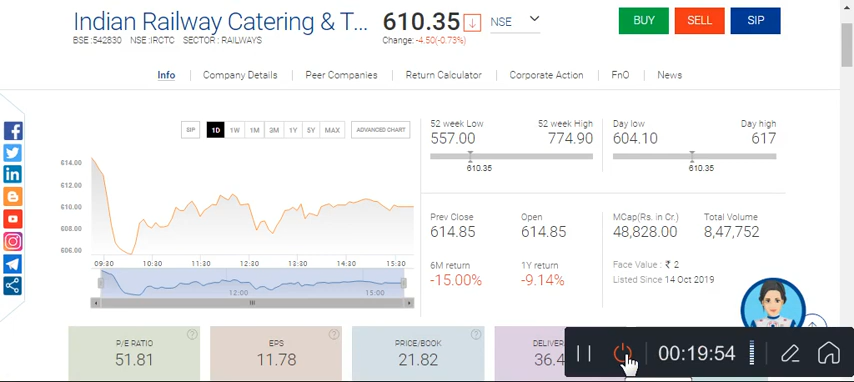 Indian Railway Catering & T... 610.35 NSE BUY SELL SIP
BSE :542830 NSE :IRCTC SECTOR : RAILWAYS Change: -4.50(-0.73%)
Info Company Details Peer Companies Return Calculator Corporate Action FnO News
SIP 1D 1W 1M 3M 1Y 5Y MAX ADVANCED CHART
614.00
612.00
610.00
608.00
606.00
09:30 10:30 11:30 12:30 13:30 14:30 15:30
12:00 15:00
52 week Low 52 week High
557.00 774.90
610.35
Day low Day high
604.10 617
610.35
Prev Close Open MCap(Rs. in Cr.) Total Volume
614.85 614.85 48,828.00 8,47,752
6M return 1Y return Face Value : ₹ 2
-15.00% -9.14% Listed Since 14 Oct 2019
P/E RATIO EPS PRICE/BOOK DELIVER
51.81 11.78 21.82 36.4
00:19:54